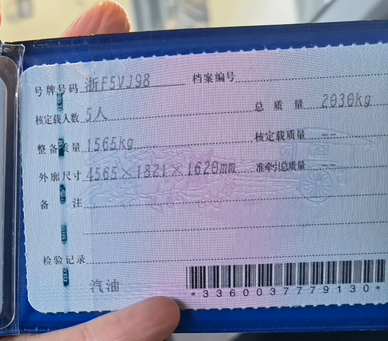 号牌号码 浙F5VJ98 档案编号
核定载人数 5人 总质量 2030kg
整备质量 1565kg 核定载质量 --
外廓尺寸 4565×1821×1620mm 准牵引总质量 --
备注
检验记录
汽油
*3360037779130*